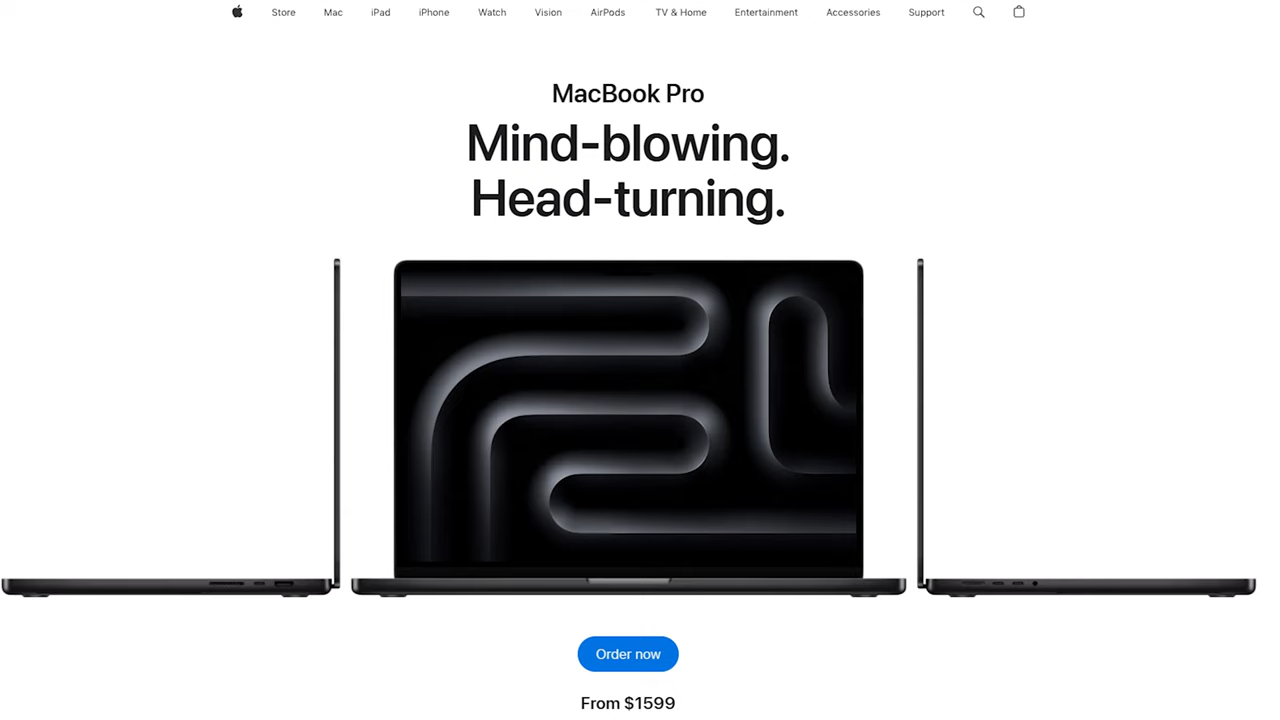 Store Mac iPad iPhone Watch Vision AirPods TV & Home Entertainment Accessories Support
MacBook Pro
Mind-blowing.
Head-turning.
Order now
From $1599